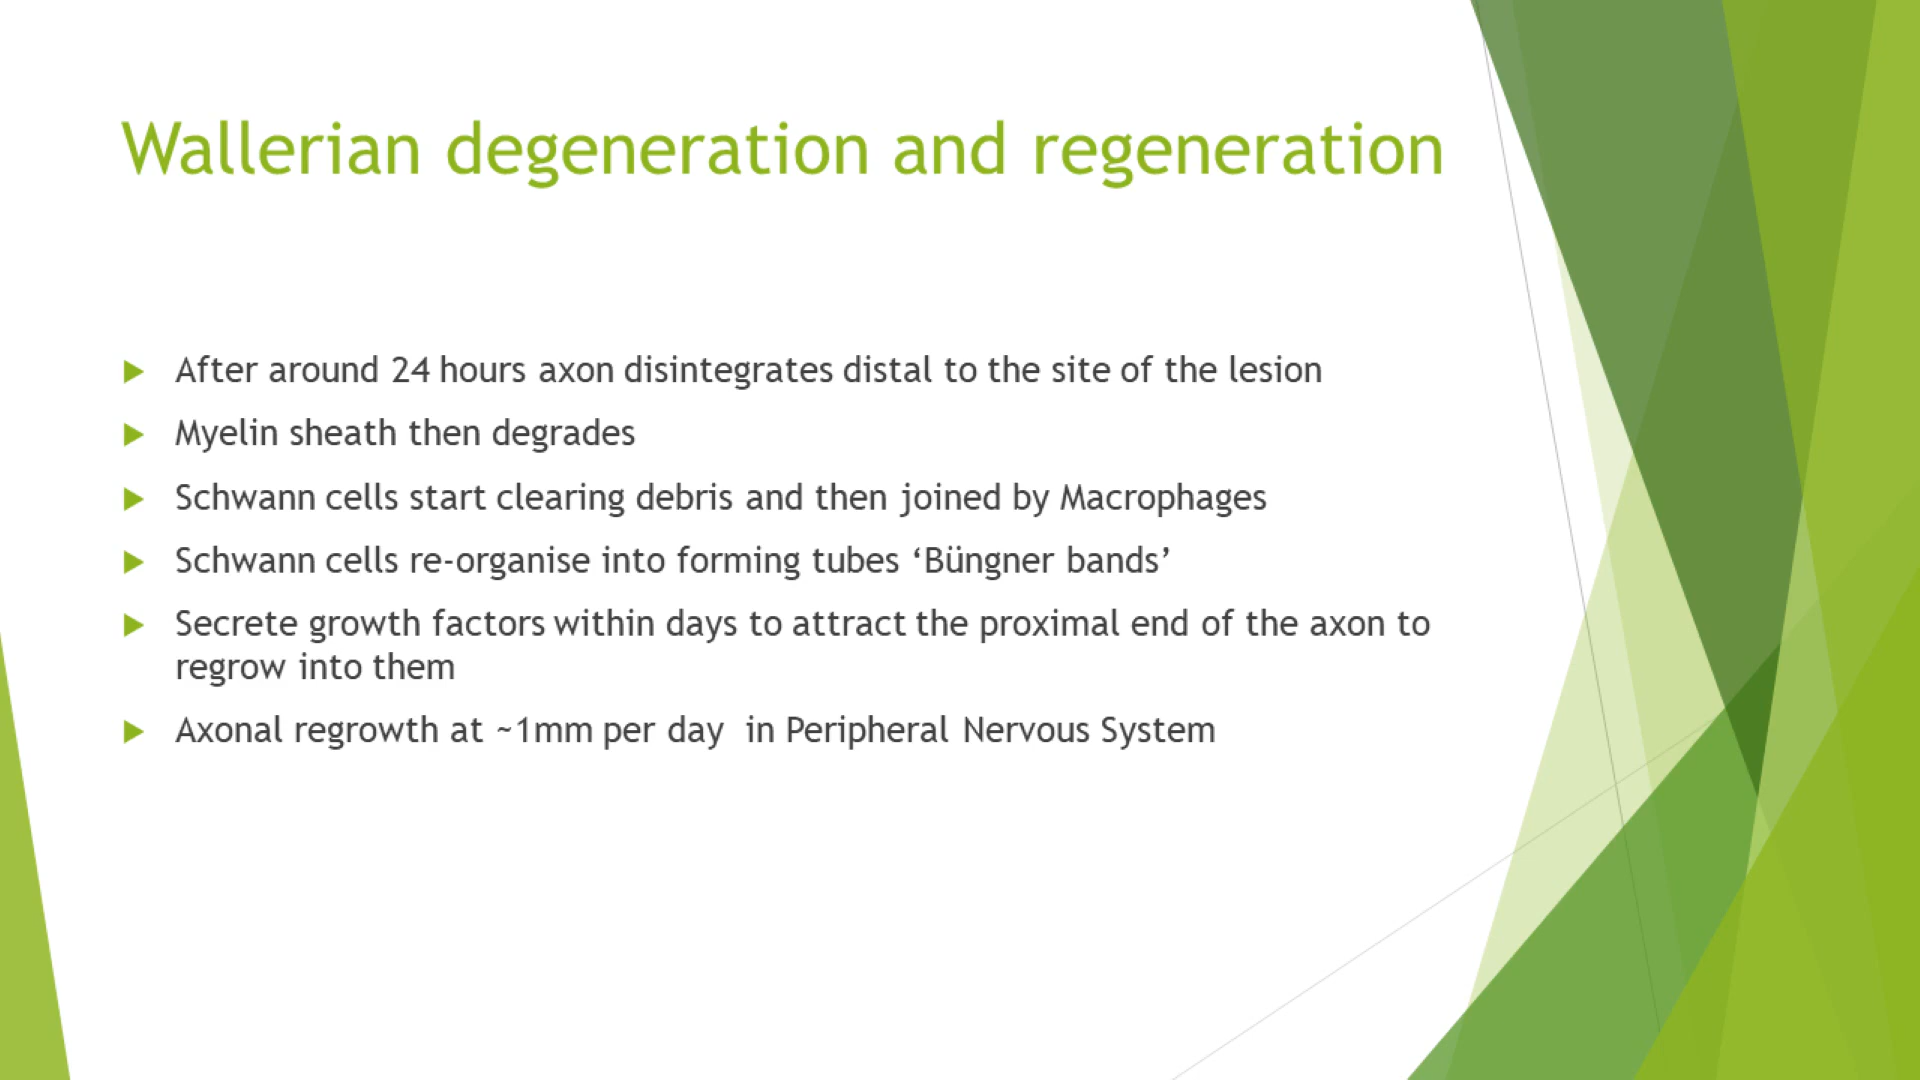 Wallerian degeneration and regeneration
After around 24 hours axon disintegrates distal to the site of the lesion
Myelin sheath then degrades
Schwann cells start clearing debris and then joined by Macrophages
Schwann cells re-organise into forming tubes ‘Büngner bands’
Secrete growth factors within days to attract the proximal end of the axon to
regrow into them
Axonal regrowth at ~1mm per day  in Peripheral Nervous System